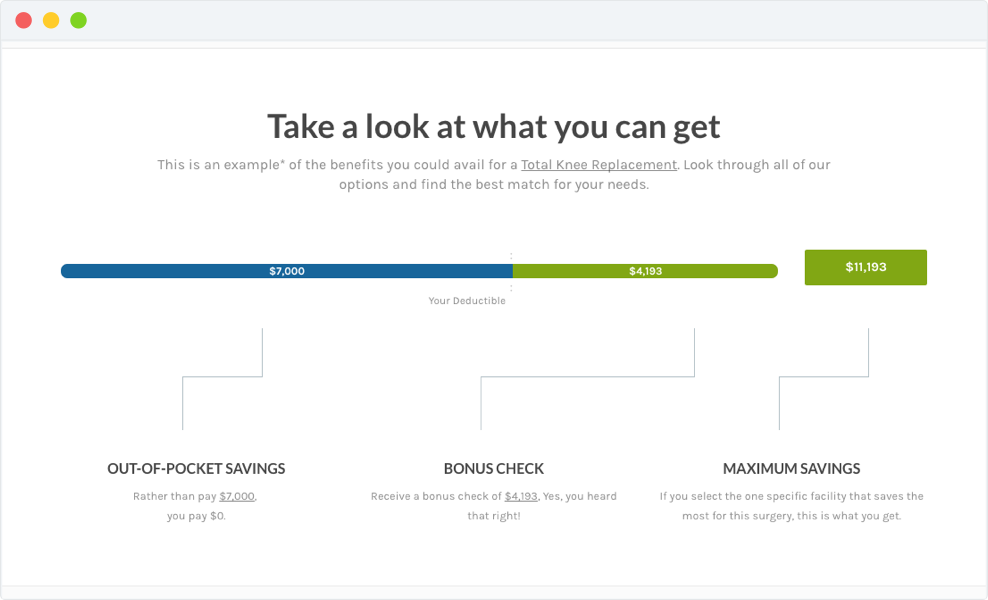 Take a look at what you can get
This is an example* of the benefits you could avail for a Total Knee Replacement. Look through all of our
options and find the best match for your needs.
$7,000
$4,193
$11,193
Your Deductible
OUT-OF-POCKET SAVINGS
Rather than pay $7,000,
you pay $0.
BONUS CHECK
Receive a bonus check of $4,193, Yes, you heard
that right!
MAXIMUM SAVINGS
If you select the one specific facility that saves the
most for this surgery, this is what you get.